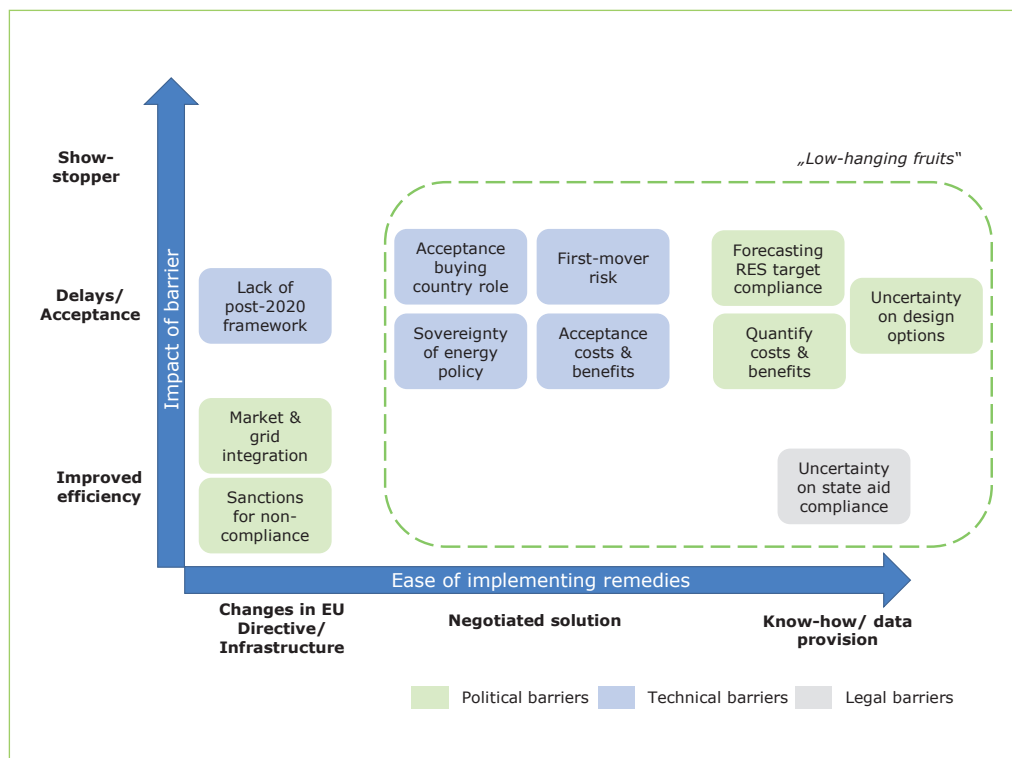 Show-
stopper
„Low-hanging fruits“
Impact of barrier
Delays/
Acceptance
Lack of
post-2020
framework
Acceptance
buying
country role
First-mover
risk
Forecasting
RES target
compliance
Uncertainty
on design
options
Sovereignty
of energy
policy
Acceptance
costs &
benefits
Quantify
costs &
benefits
Improved
efficiency
Market &
grid
integration
Sanctions
for non-
compliance
Uncertainty
on state aid
compliance
Ease of implementing remedies
Changes in EU
Directive/
Infrastructure
Negotiated solution
Know-how/ data
provision
Political barriers
Technical barriers
Legal barriers